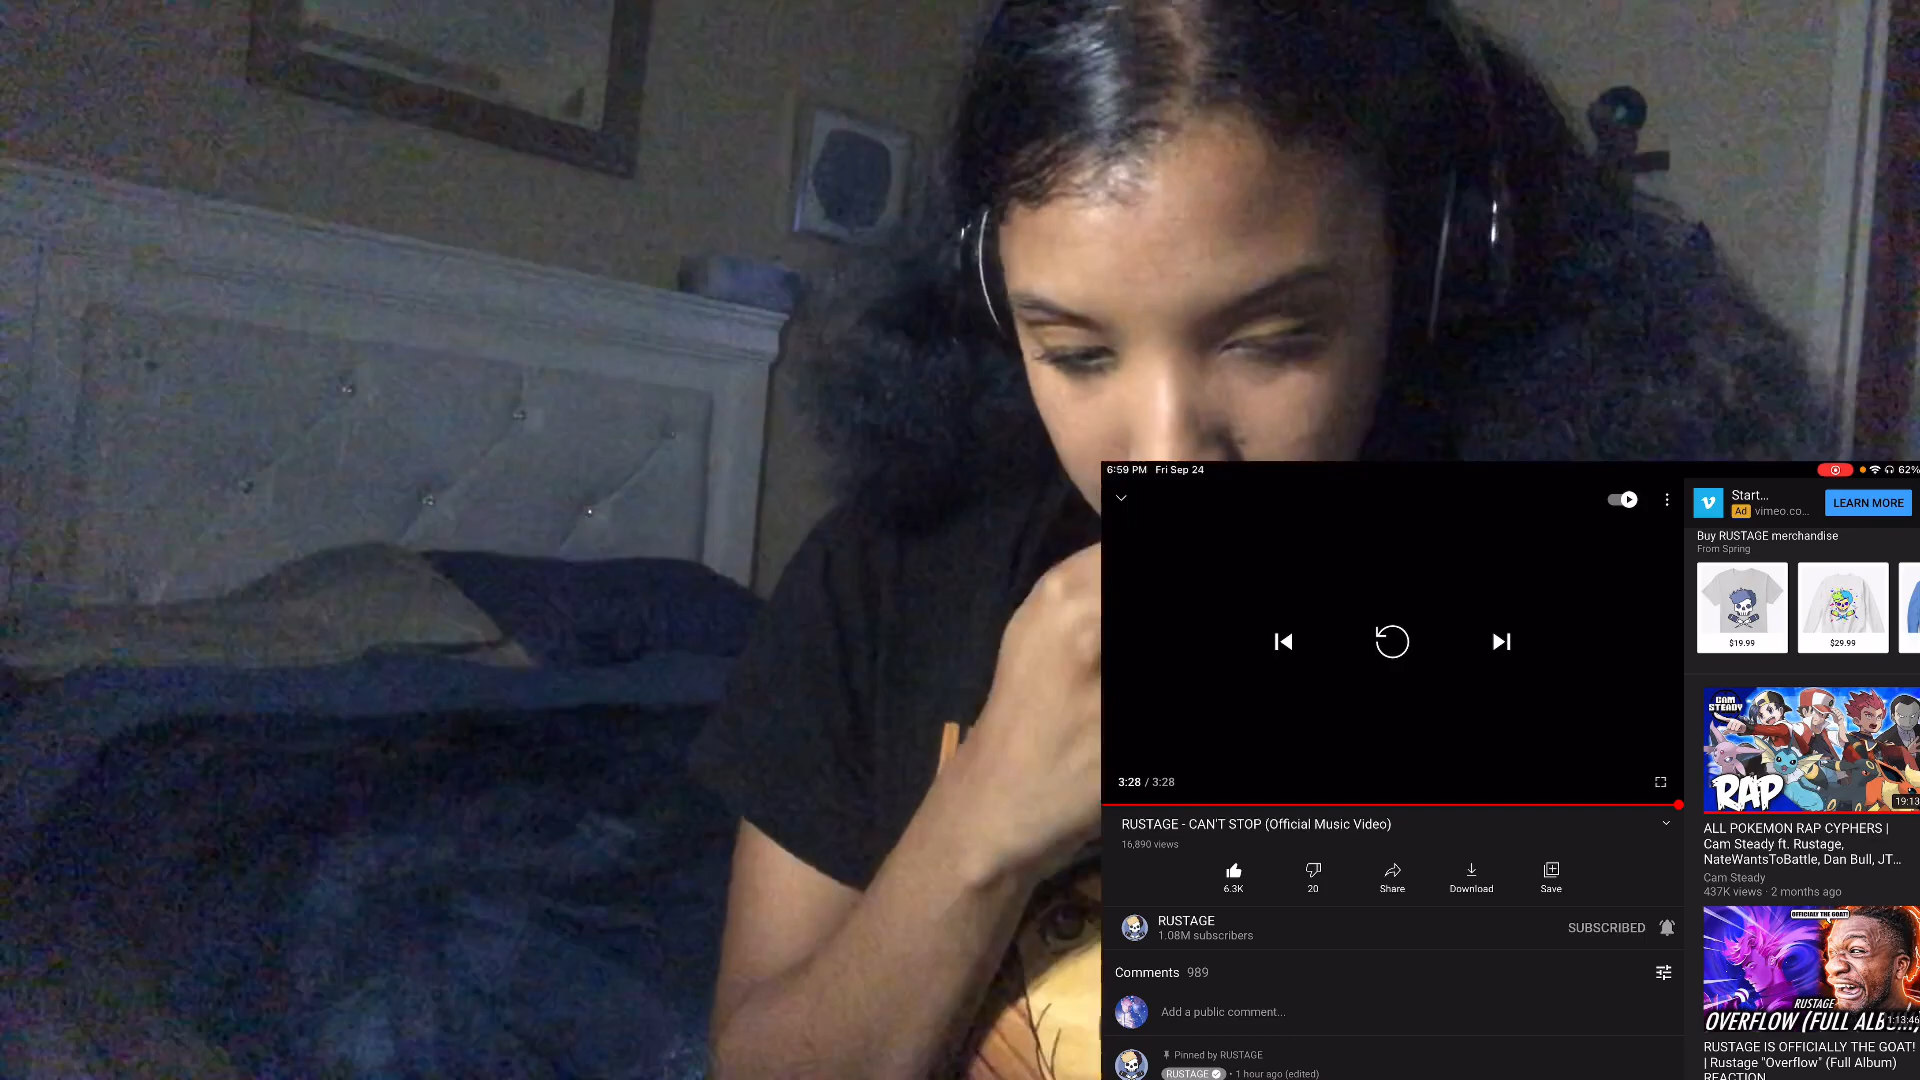 6:59 PM Fri Sep 24
62%
3:28 / 3:28
RUSTAGE - CAN'T STOP (Official Music Video)
16,890 views
6.3K
20
Share
Download
Save
RUSTAGE
1.08M subscribers
SUBSCRIBED
Comments 989
Add a public comment...
Pinned by RUSTAGE
RUSTAGE • 1 hour ago (edited)
Start...
Ad vimeo.co...
LEARN MORE
Buy RUSTAGE merchandise
From Spring
$19.99
$29.99
CAM
STEADY
RAP
19:13
ALL POKEMON RAP CYPHERS |
Cam Steady ft. Rustage,
NateWantsToBattle, Dan Bull, JT...
Cam Steady
437K views · 2 months ago
OFFICIALY THE GOAT!
RUSTAGE
OVERFLOW (FULL ALB
1:13:46
RUSTAGE IS OFFICIALLY THE GOAT!
| Rustage "Overflow" (Full Album)
REACTION